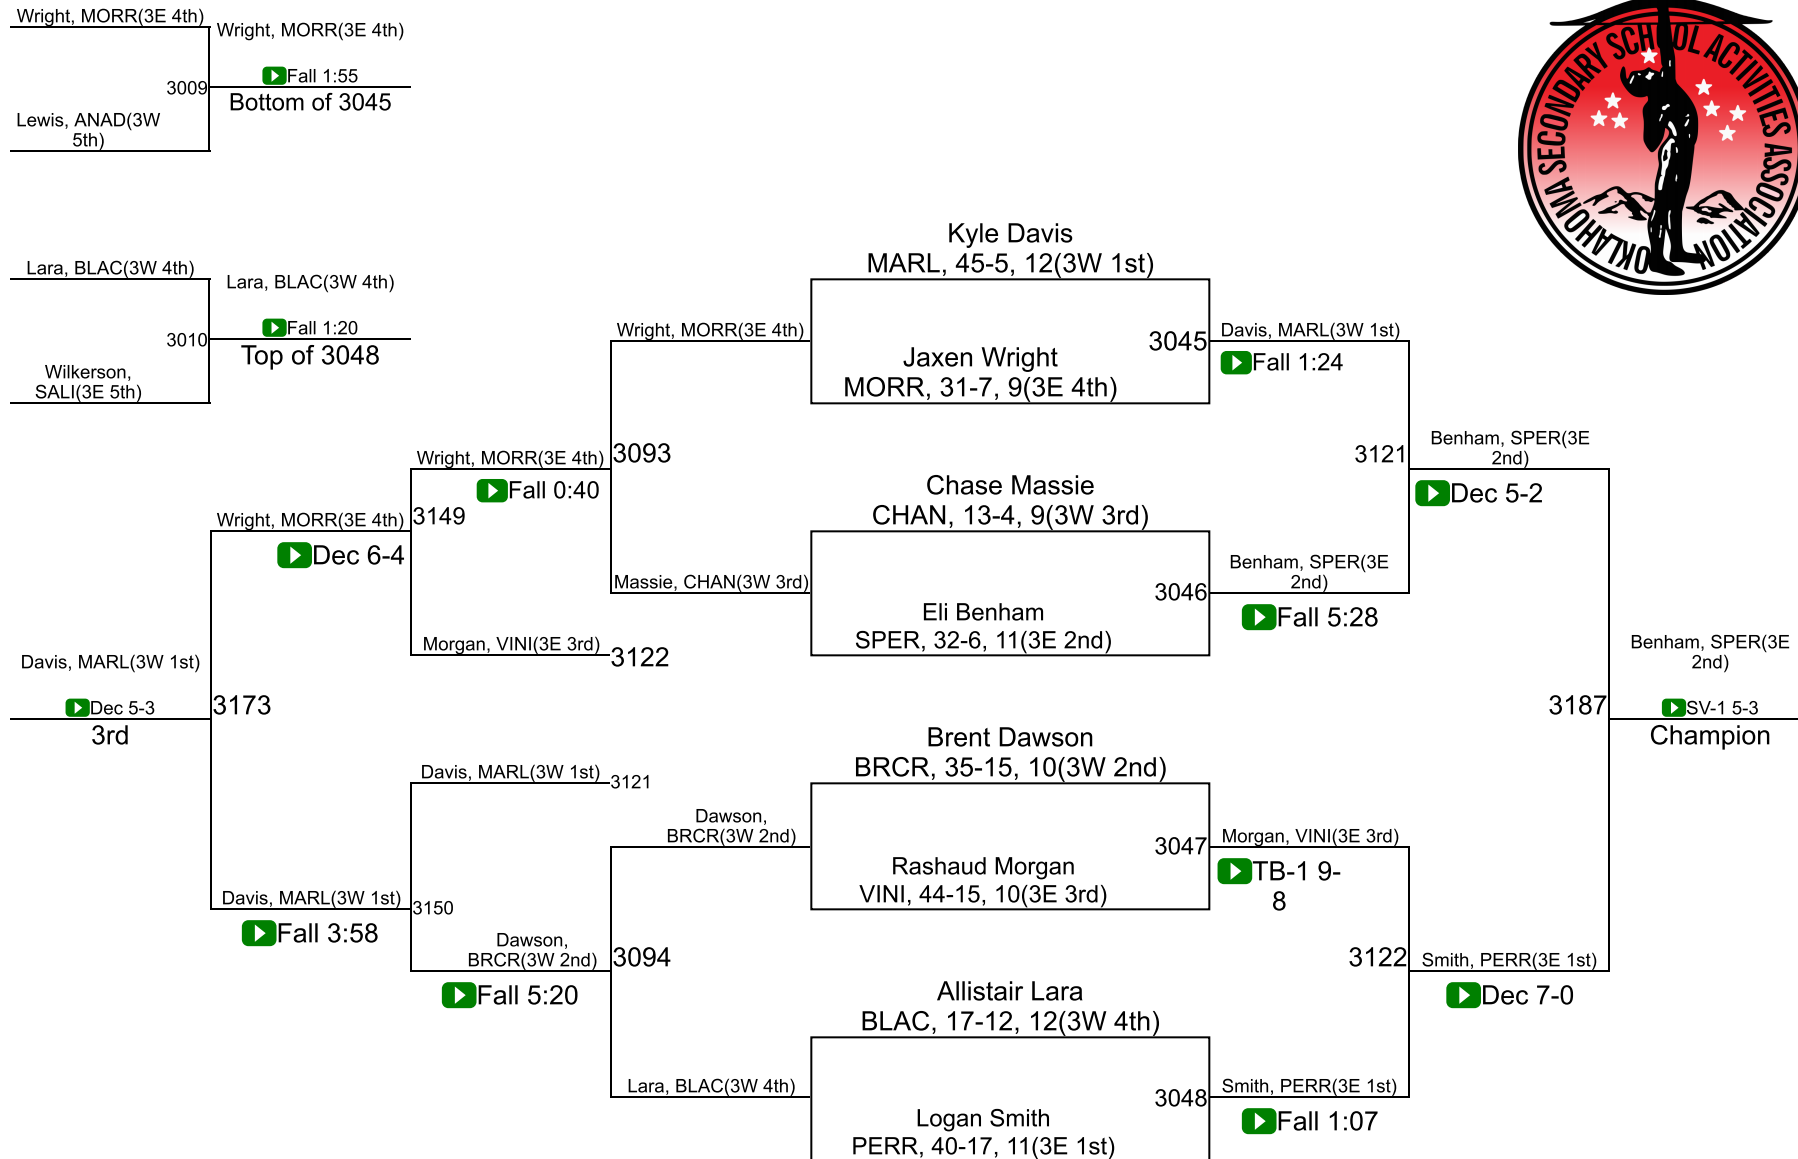 Wright, MORR(3E 4th)
Wright, MORR(3E 4th)
Fall 1:55
3009
Bottom of 3045
Lewis, ANAD(3W
5th)
OKLAHOMA SECONDARY SCHOOL ACTIVITIES ASSOCIATION
Lara, BLAC(3W 4th)
Lara, BLAC(3W 4th)
Fall 1:20
3010
Top of 3048
Wilkerson,
SALI(3E 5th)
Kyle Davis
MARL, 45-5, 12(3W 1st)
Wright, MORR(3E 4th)
Jaxen Wright
MORR, 31-7, 9(3E 4th)
3045
Davis, MARL(3W 1st)
Fall 1:24
Wright, MORR(3E 4th)
3093
Fall 0:40
3121
Benham, SPER(3E
2nd)
Dec 5-2
Chase Massie
CHAN, 13-4, 9(3W 3rd)
Wright, MORR(3E 4th)
3149
Dec 6-4
Massie, CHAN(3W 3rd)
Eli Benham
SPER, 32-6, 11(3E 2nd)
3046
Benham, SPER(3E
2nd)
Fall 5:28
Morgan, VINI(3E 3rd)
3122
Davis, MARL(3W 1st)
Dec 5-3
3rd
3173
3187
Benham, SPER(3E
2nd)
SV-1 5-3
Champion
Brent Dawson
BRCR, 35-15, 10(3W 2nd)
Davis, MARL(3W 1st)
3121
Dawson,
BRCR(3W 2nd)
Rashaud Morgan
VINI, 44-15, 10(3E 3rd)
3047
Morgan, VINI(3E 3rd)
TB-1 9-
8
Davis, MARL(3W 1st)
3150
Fall 3:58
Dawson,
BRCR(3W 2nd)
3094
Fall 5:20
3122
Smith, PERR(3E 1st)
Dec 7-0
Allistair Lara
BLAC, 17-12, 12(3W 4th)
Lara, BLAC(3W 4th)
Logan Smith
PERR, 40-17, 11(3E 1st)
3048
Smith, PERR(3E 1st)
Fall 1:07